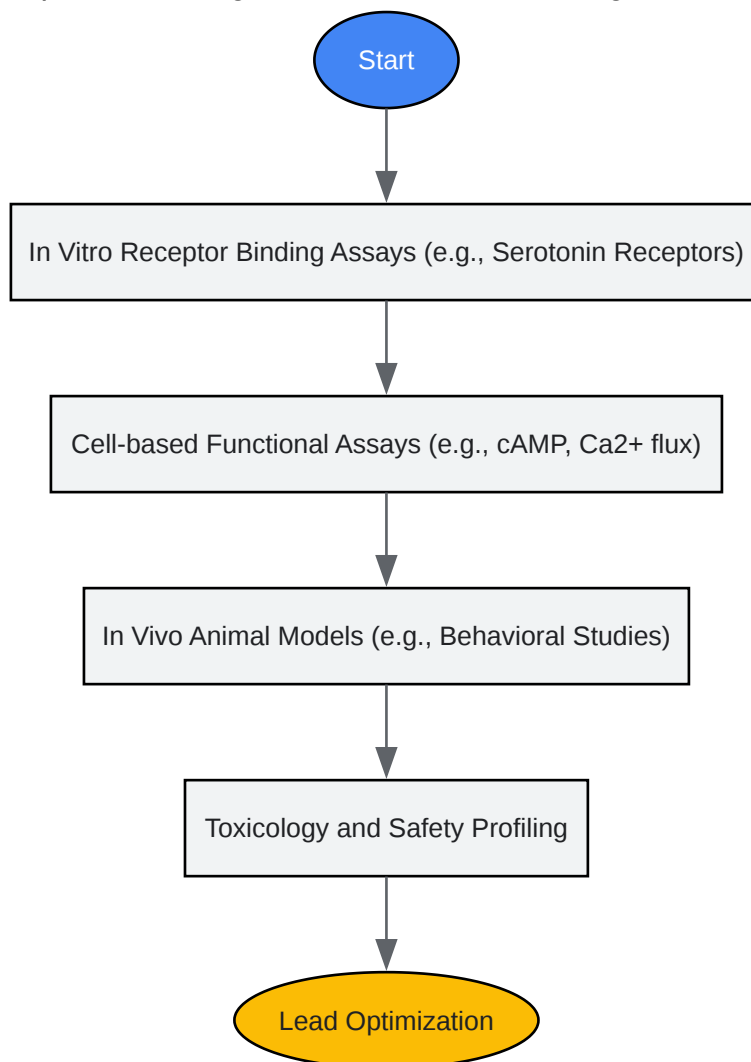 Start
In Vitro Receptor Binding Assays (e.g., Serotonin Receptors)
Cell-based Functional Assays (e.g., cAMP, Ca2+ flux)
In Vivo Animal Models (e.g., Behavioral Studies)
Toxicology and Safety Profiling
Lead Optimization